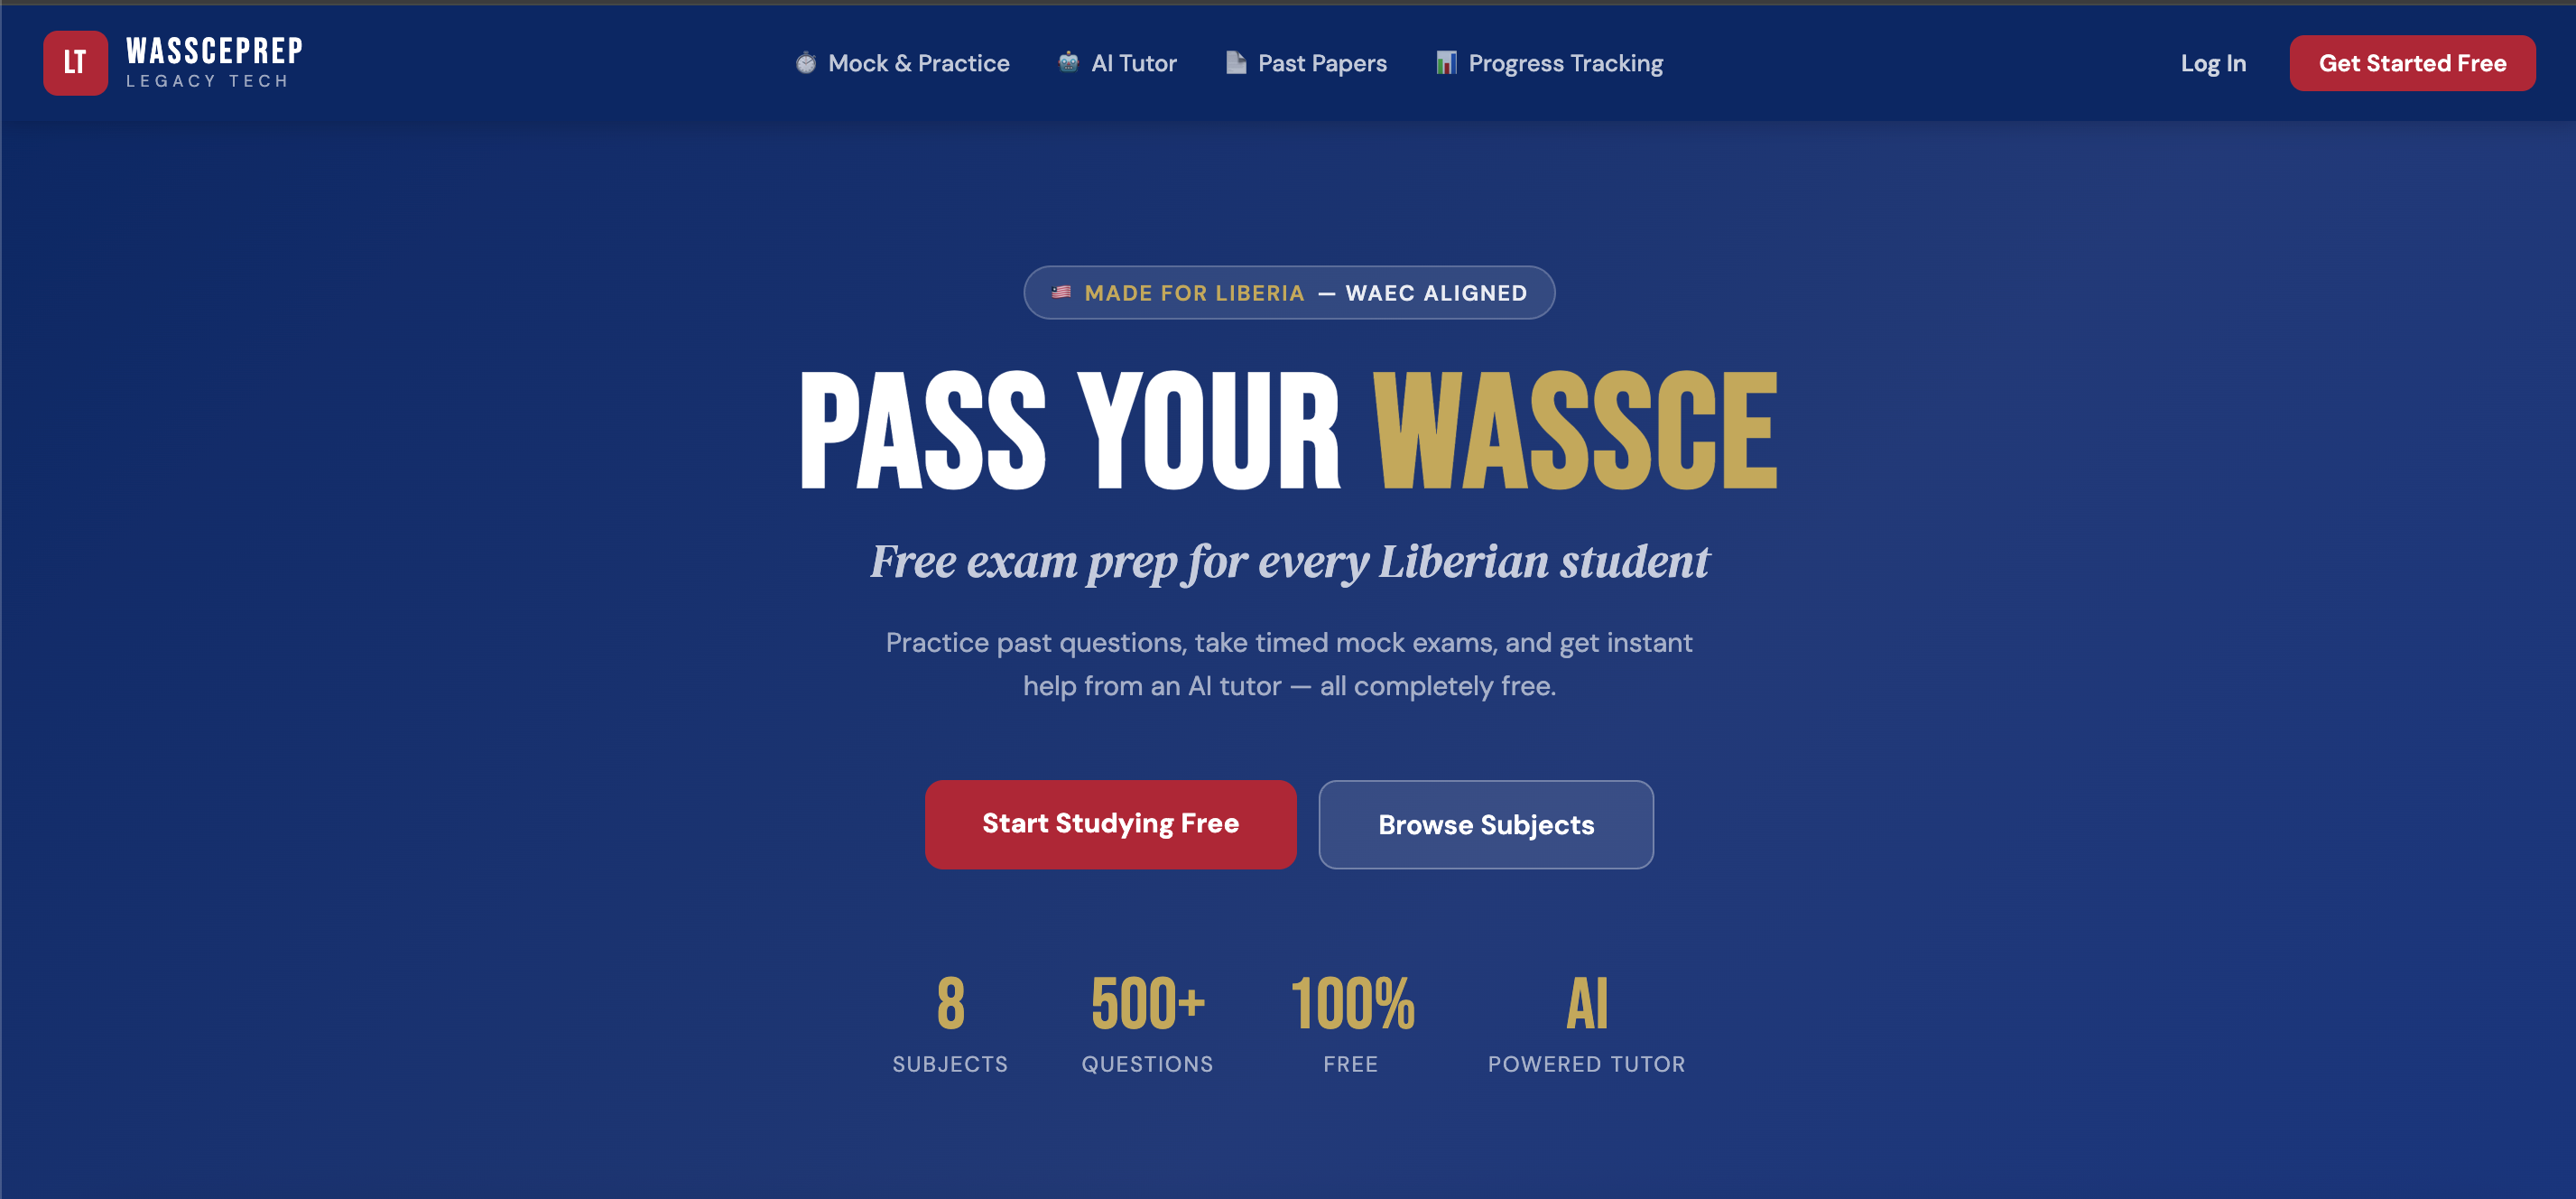 LT
WASSCEPREP
LEGACY TECH
Mock & Practice
AI Tutor
Past Papers
Progress Tracking
Log In
Get Started Free
MADE FOR LIBERIA — WAEC ALIGNED
PASS YOUR WASSCE
Free exam prep for every Liberian student
Practice past questions, take timed mock exams, and get instant
help from an AI tutor — all completely free.
Start Studying Free
Browse Subjects
8
SUBJECTS
500+
QUESTIONS
100%
FREE
AI
POWERED TUTOR